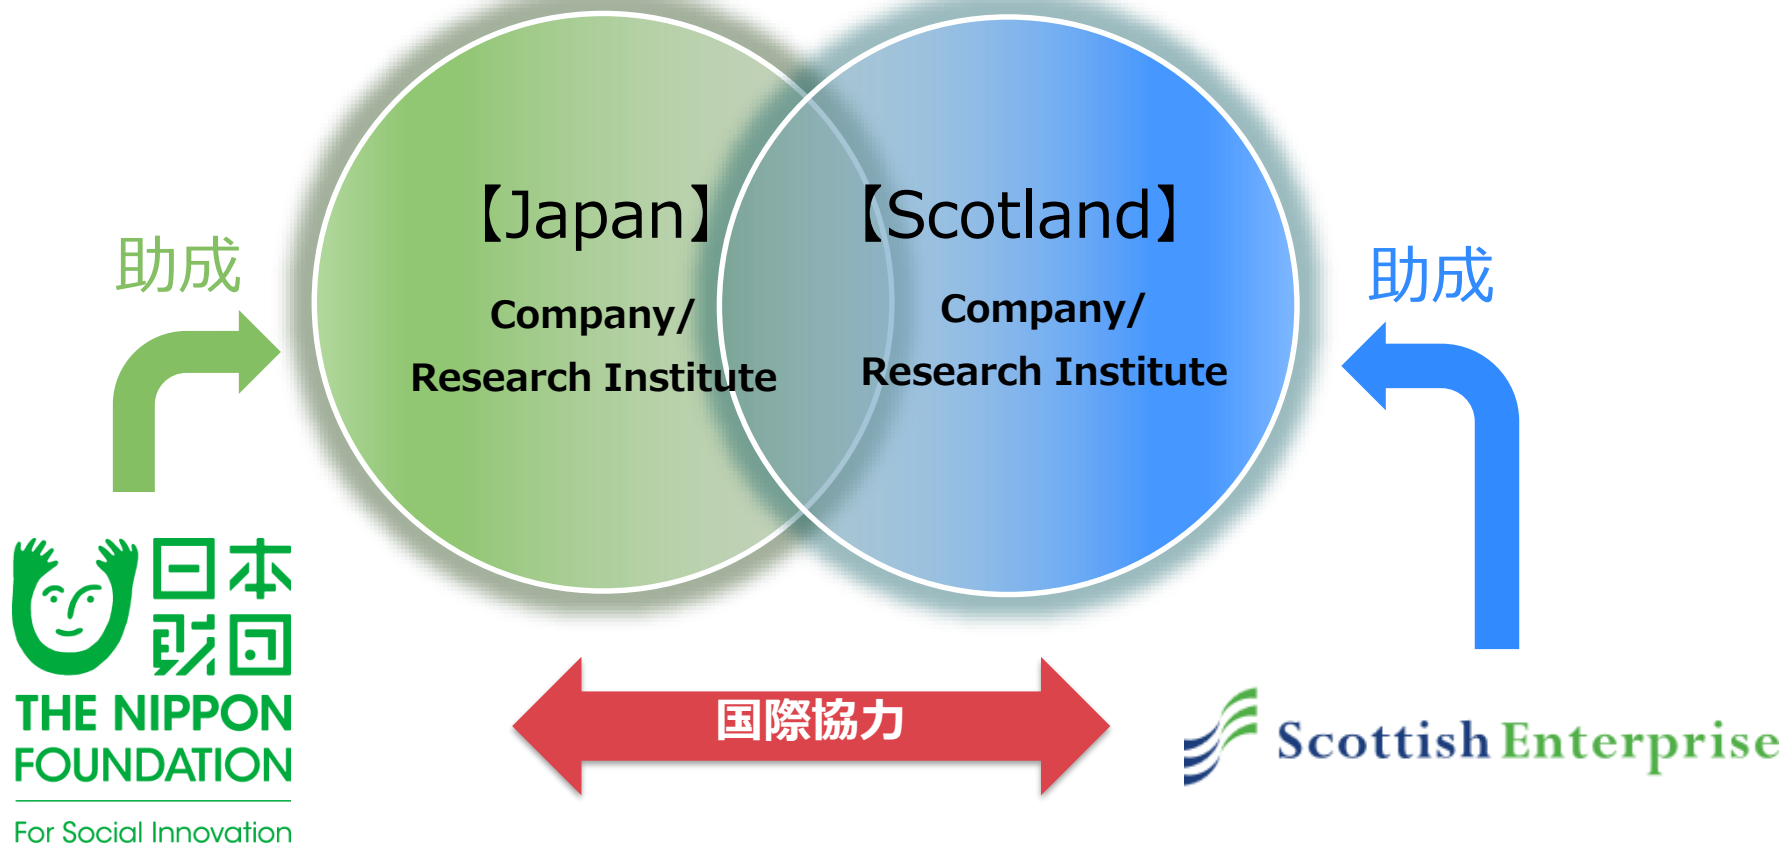 【Japan】
Company/
Research Institute
【Scotland】
Company/
Research Institute
助成
助成
日本
財団
THE NIPPON
FOUNDATION
For Social Innovation
国際協力
Scottish Enterprise